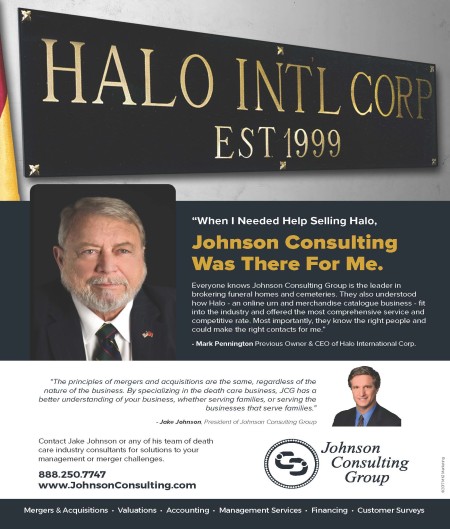 HALO INT'L CORP
EST 1999
"When I Needed Help Selling Halo,
Johnson Consulting
Was There For Me.
Everyone knows Johnson Consulting Group is the leader in
brokering funeral homes and cemeteries. They also understood
how Halo - an online urn and merchandise catalogue business - fit
into the industry and offered the most comprehensive service and
competitive rate. Most importantly, they know the right people and
could make the right contacts for me."
- Mark Pennington Previous Owner & CEO of Halo International Corp.
"The principles of mergers and acquisitions are the same, regardless of the
nature of the business. By specializing in the death care business, JCG has a
better understanding of your business, whether serving families, or serving the
businesses that serve families."
- Jake Johnson, President of Johnson Consulting Group
Contact Jake Johnson or any of his team of death
care industry consultants for solutions to your
management or merger challenges.
888.250.7747
www.JohnsonConsulting.com
Johnson
Consulting
Group
Mergers & Acquisitions • Valuations • Accounting • Management Services • Financing • Customer Surveys